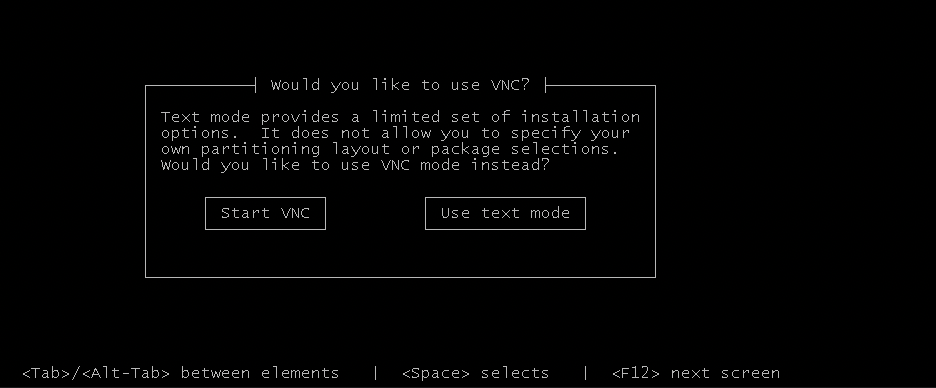 Would you like to use VNC?
Text mode provides a limited set of installation
options.  It does not allow you to specify your
own partitioning layout or package selections.
Would you like to use VNC mode instead?
Start VNC
Use text mode
<Tab>/<Alt-Tab> between elements   |  <Space> selects   |  <F12> next screen